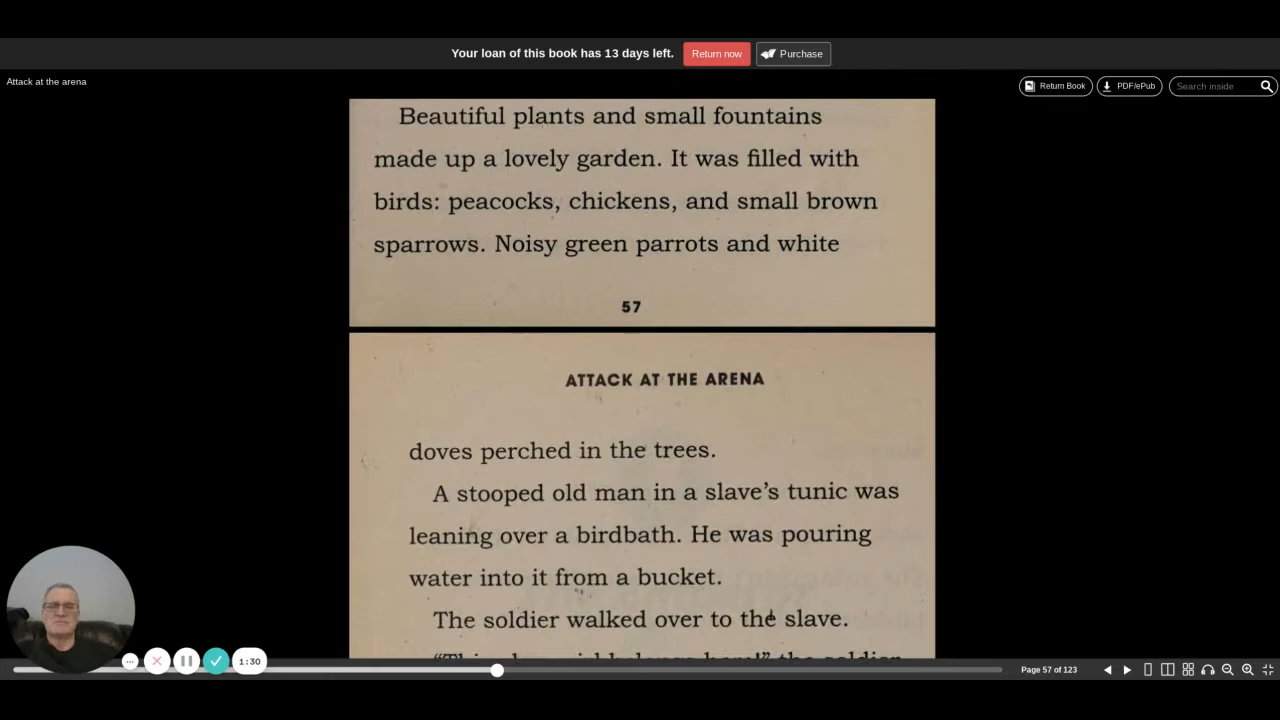 Your loan of this book has 13 days left. Return now Purchase
Attack at the arena
Return Book PDF/ePub Search inside
Beautiful plants and small fountains
made up a lovely garden. It was filled with
birds: peacocks, chickens, and small brown
sparrows. Noisy green parrots and white
57
ATTACK AT THE ARENA
doves perched in the trees.
A stooped old man in a slave's tunic was
leaning over a birdbath. He was pouring
water into it from a bucket.
The soldier walked over to the slave.
the soldier
1:30
Page 57 of 123